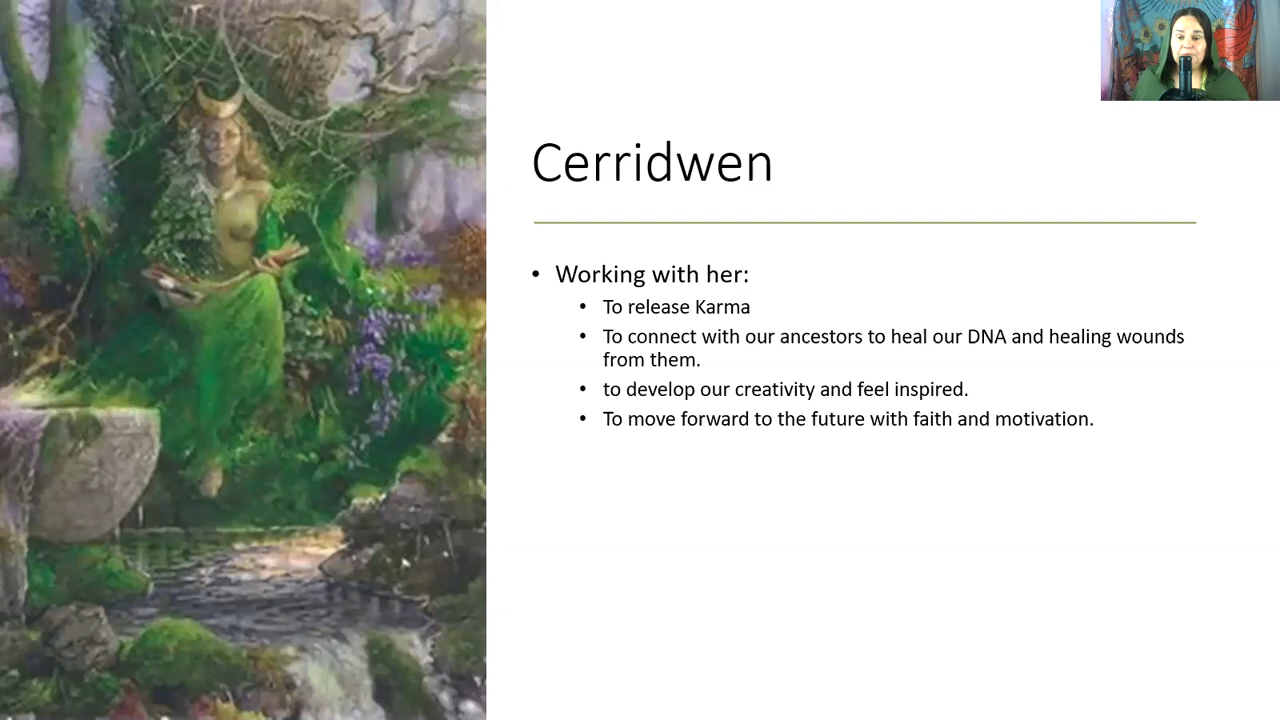 Cerridwen
• Working with her:
• To release Karma
• To connect with our ancestors to heal our DNA and healing wounds
from them.
• to develop our creativity and feel inspired.
• To move forward to the future with faith and motivation.